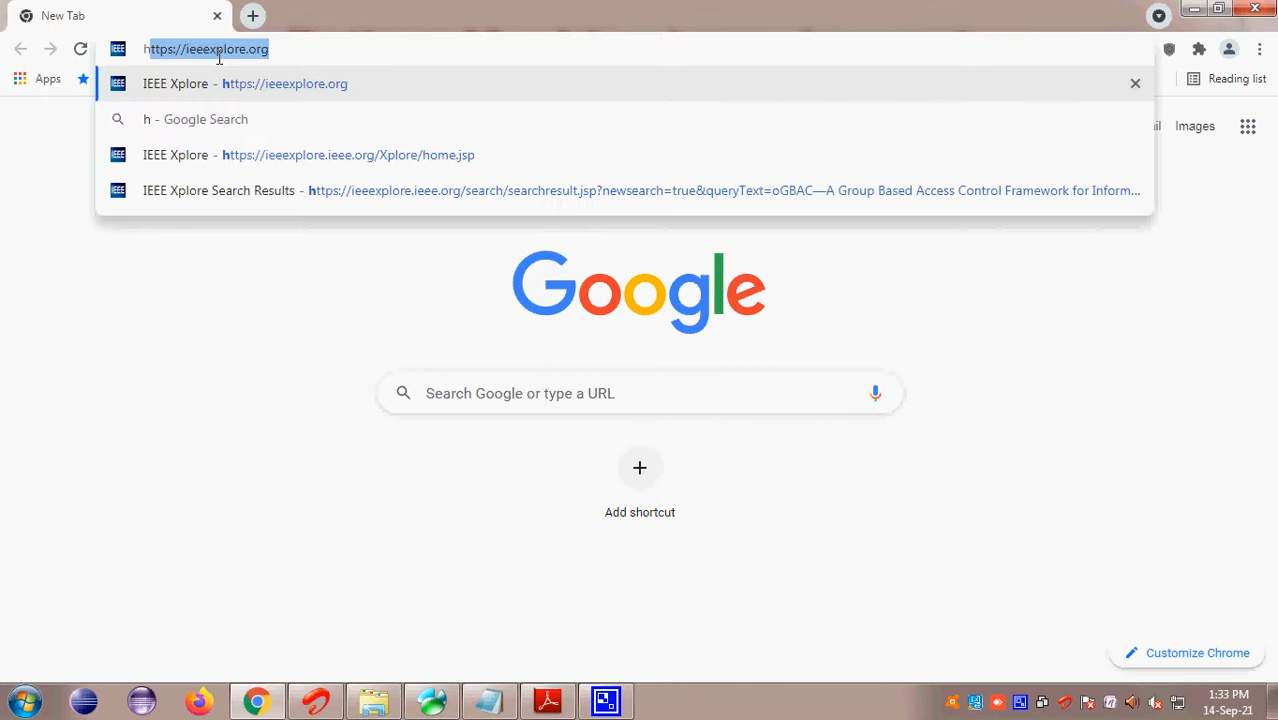 New Tab
https://ieeexplore.org
IEEE Xplore - https://ieeexplore.org
h - Google Search
IEEE Xplore - https://ieeexplore.ieee.org/Xplore/home.jsp
IEEE Xplore Search Results - https://ieeexplore.ieee.org/search/searchresult.jsp?newsearch=true&queryText=oGBAC—A Group Based Access Control Framework for Inform...
Apps
Reading list
Images
Google
Search Google or type a URL
Add shortcut
Customize Chrome
1:33 PM
14-Sep-21